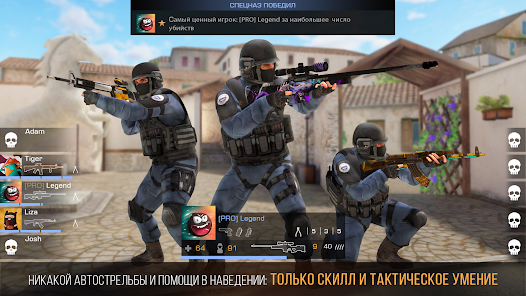 СПЕЦНАЗ ПОБЕДИЛ
Самый ценный игрок: [PRO] Legend за наибольшее число
убийств
Adam
Tiger
[PRO] Legend
Liza
Josh
[PRO] Legend
5 | 3 | 5
64
91
9
40
НИКАКОЙ АВТОСТРЕЛЬБЫ И ПОМОЩИ В НАВЕДЕНИИ: ТОЛЬКО СКИЛЛ И ТАКТИЧЕСКОЕ УМЕНИЕ